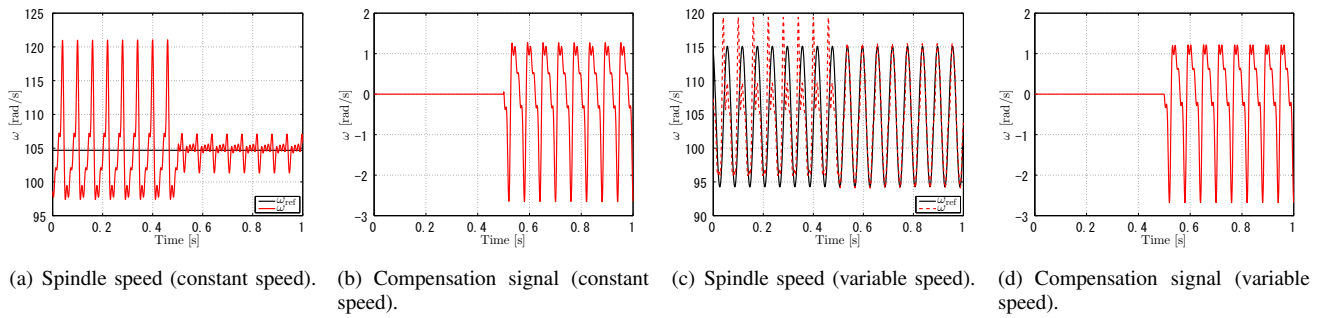 125
120
115
110
105
100
95
0
0. 2
0. 4
0. 6
0. 8
1
ω [rad/s]
Time [s]
ω_ref
ω
(a) Spindle speed (constant speed).
2
1
0
−1
−2
−3
0
0. 2
0. 4
0. 6
0. 8
1
ω [rad/s]
Time [s]
(b) Compensation signal (constant
speed).
120
115
110
105
100
95
90
0
0. 2
0. 4
0. 6
0. 8
1
ω [rad/s]
Time [s]
ω_ref
ω
(c) Spindle speed (variable speed).
2
1
0
−1
−2
−3
0
0. 2
0. 4
0. 6
0. 8
1
ω [rad/s]
Time [s]
(d) Compensation signal (variable
speed).